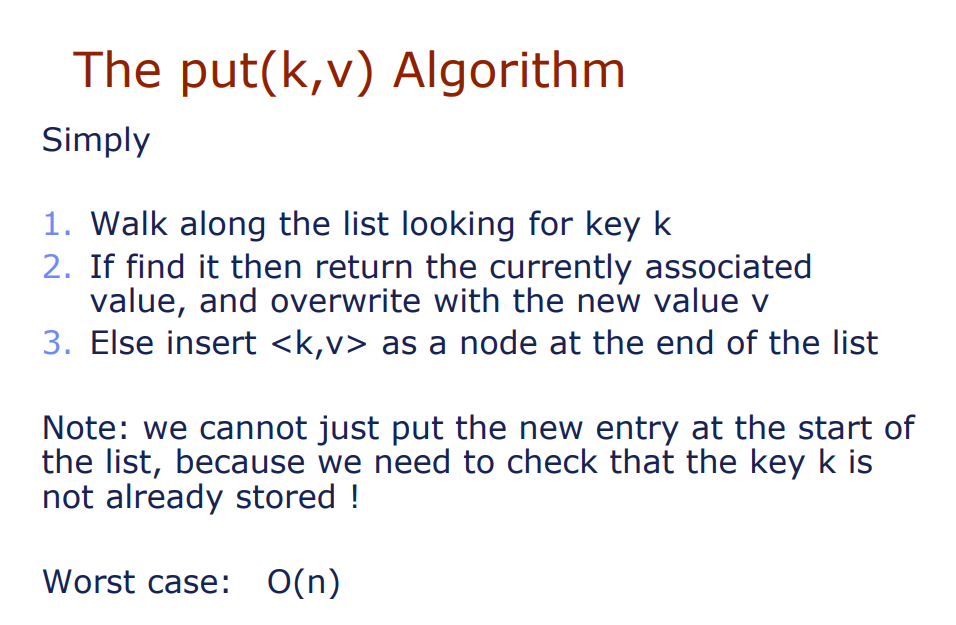 The put(k,v) Algorithm
Simply
1. Walk along the list looking for key k
2. If find it then return the currently associated
value, and overwrite with the new value v
3. Else insert <k,v> as a node at the end of the list
Note: we cannot just put the new entry at the start of
the list, because we need to check that the key k is
not already stored !
Worst case: O(n)